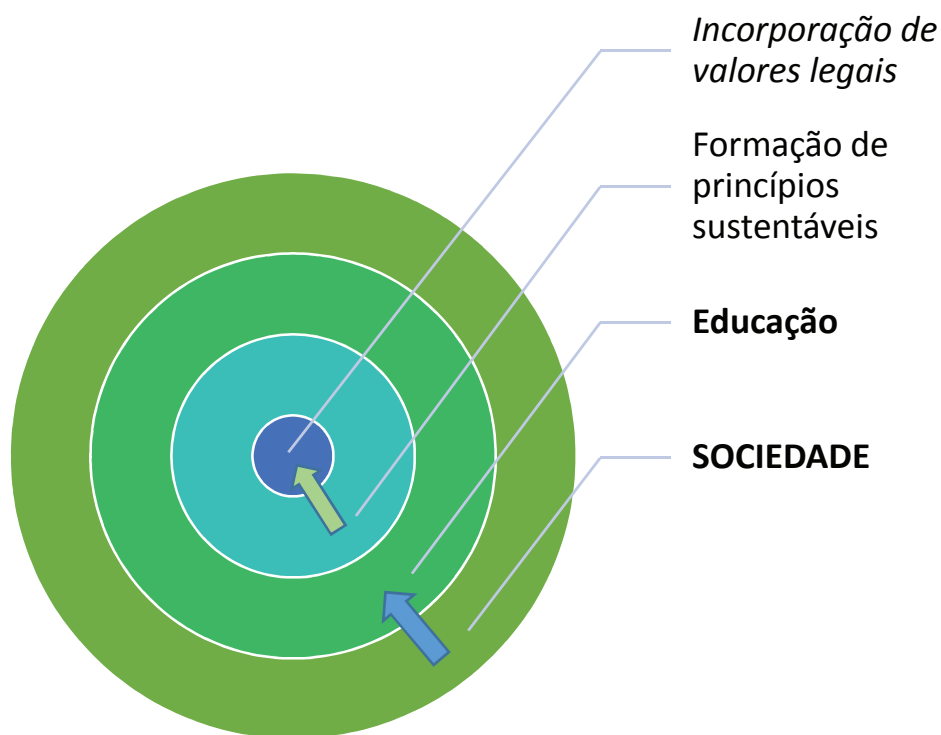 Incorporação de
valores legais
Formação de
princípios
sustentáveis
Educação
SOCIEDADE